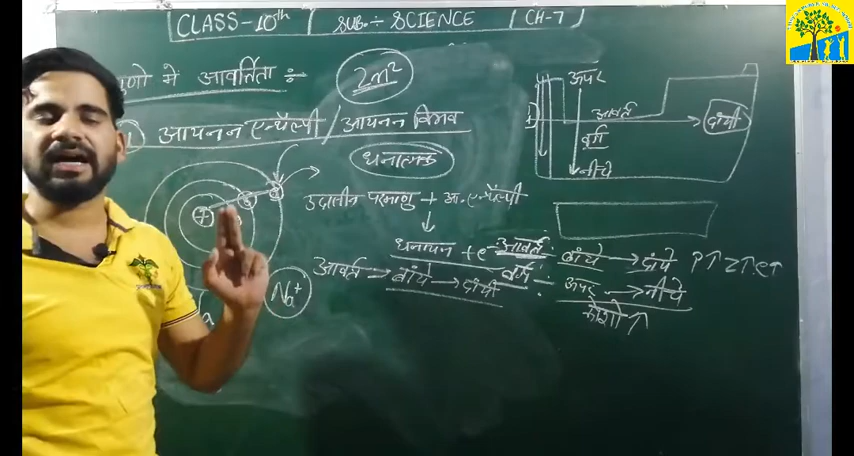 CLASS-10th | SUB.÷ SCIENCE | CH-7
गुणो में आवर्तिता :-
2n²
1) आयनन एन्थैल्पी / आयनन विभव
धनात्मक
उदासीन परमाणु + आ. एन्थैल्पी
↓
धनायन + e⁻
आवर्त → बांये → दांयी
Na⁺
ऊपर
आवर्त
दांयी
वर्ग
नीचे
आवर्त: बांये → दांये P↑ Z↑ e↑
वर्ग: ऊपर → नीचे
कोशो ↑